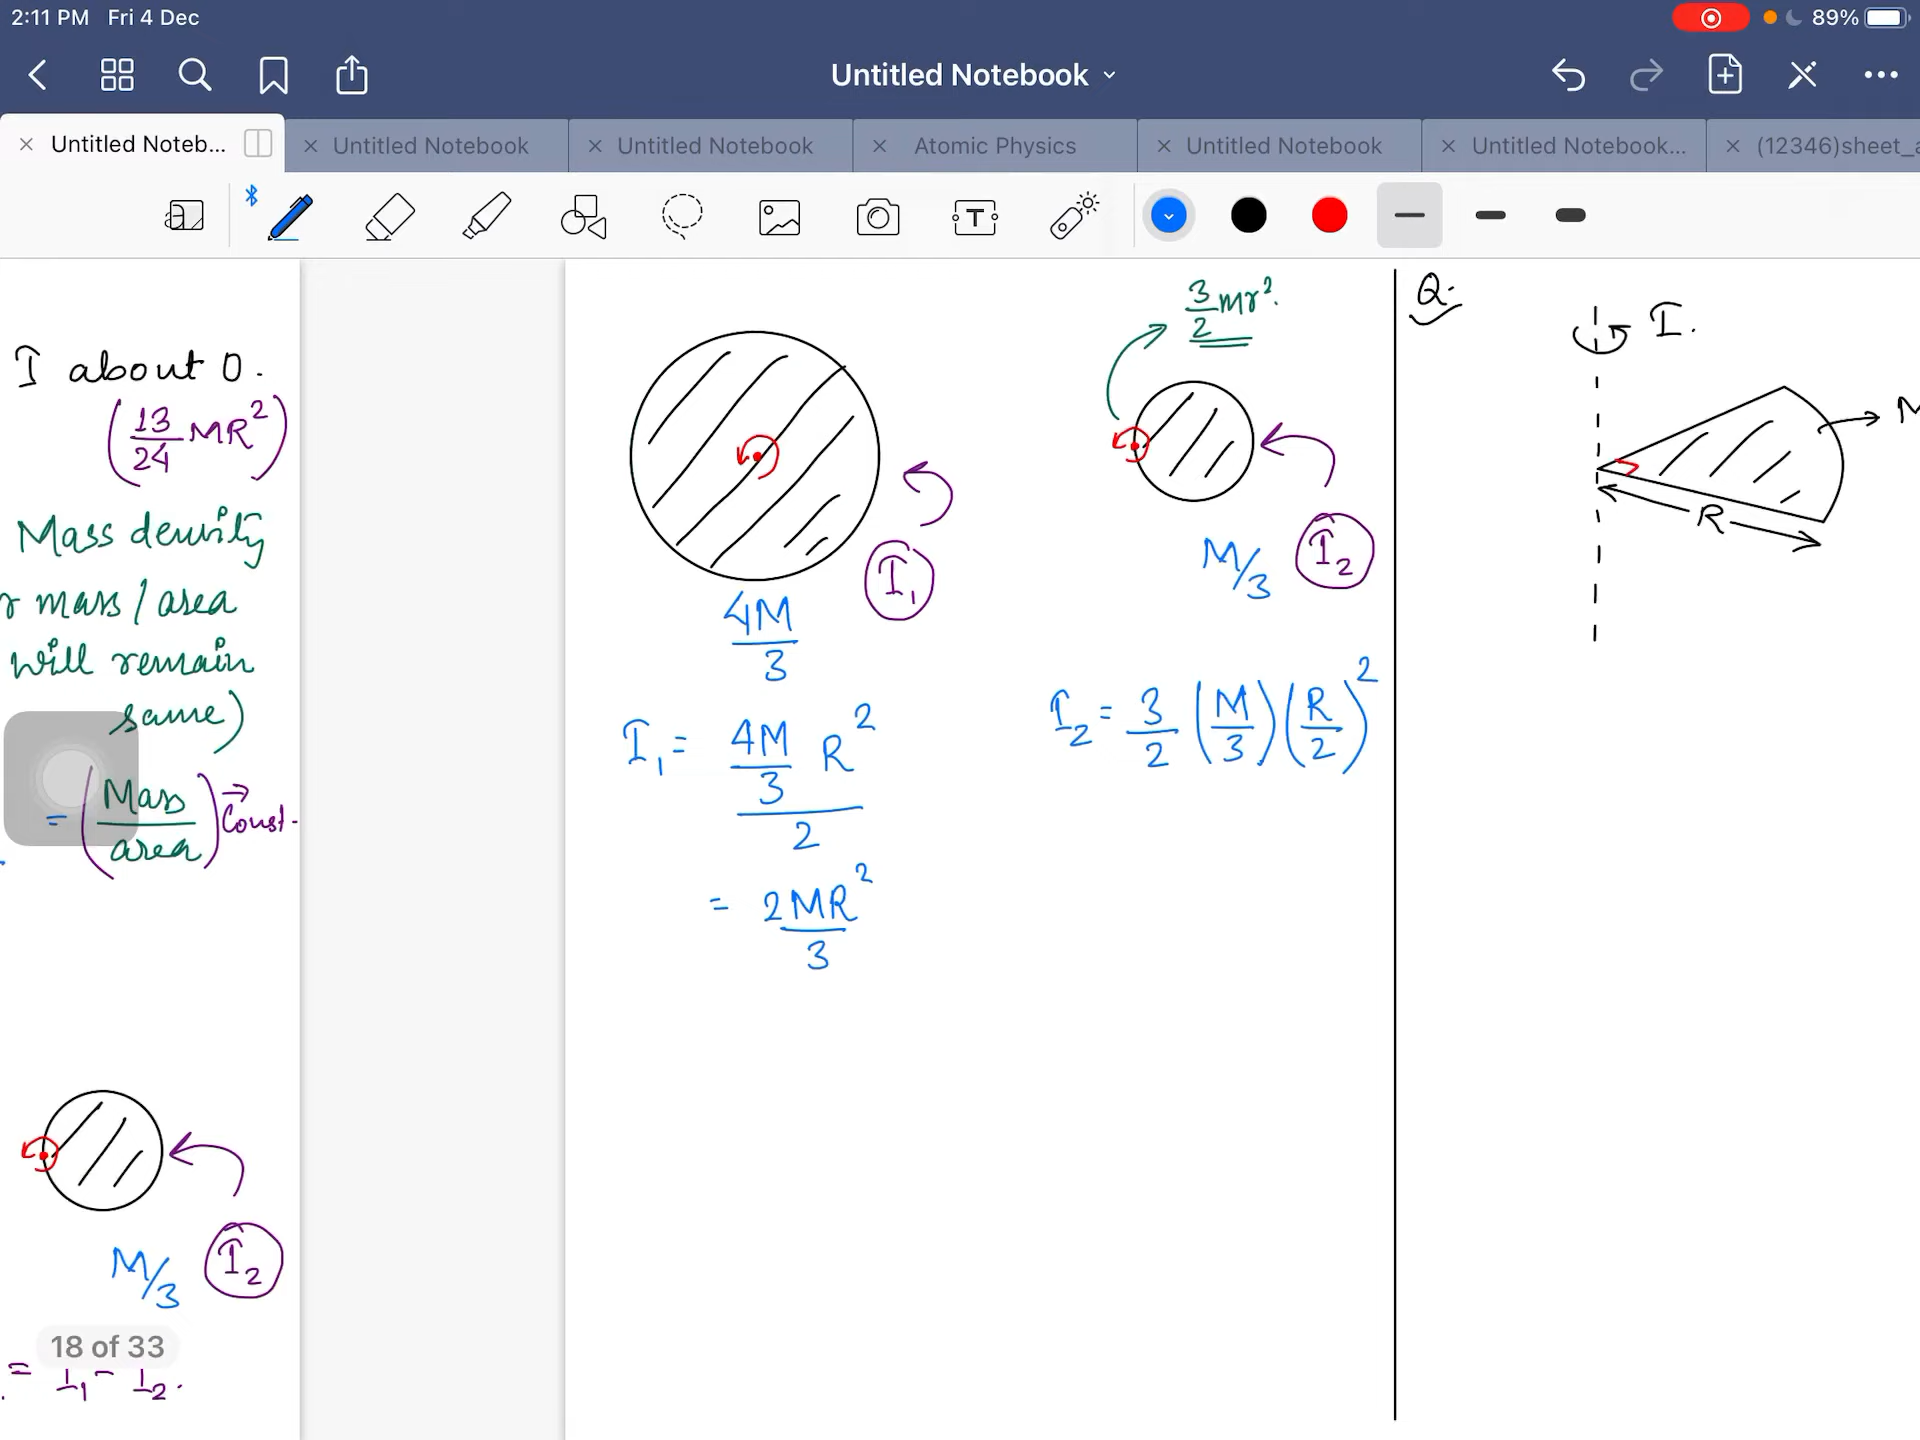 2:11 PM Fri 4 Dec
89%
Untitled Notebook
Untitled Noteb...
Untitled Notebook
Untitled Notebook
Atomic Physics
Untitled Notebook
Untitled Notebook...
(12346)sheet_a
I about O.
(13/24 MR²)
Mass density
r mass/area
will remain
same)
= (Mass/area) → Const.
M/3 I₂
18 of 33
= I₁ - I₂.
I₁
4M/3
I₁ = 4M/3 R² / 2
= 2MR²/3
3/2 mr².
M/3 I₂
I₂ = 3/2 (M/3) (R/2)²
Q.
I.
M
R